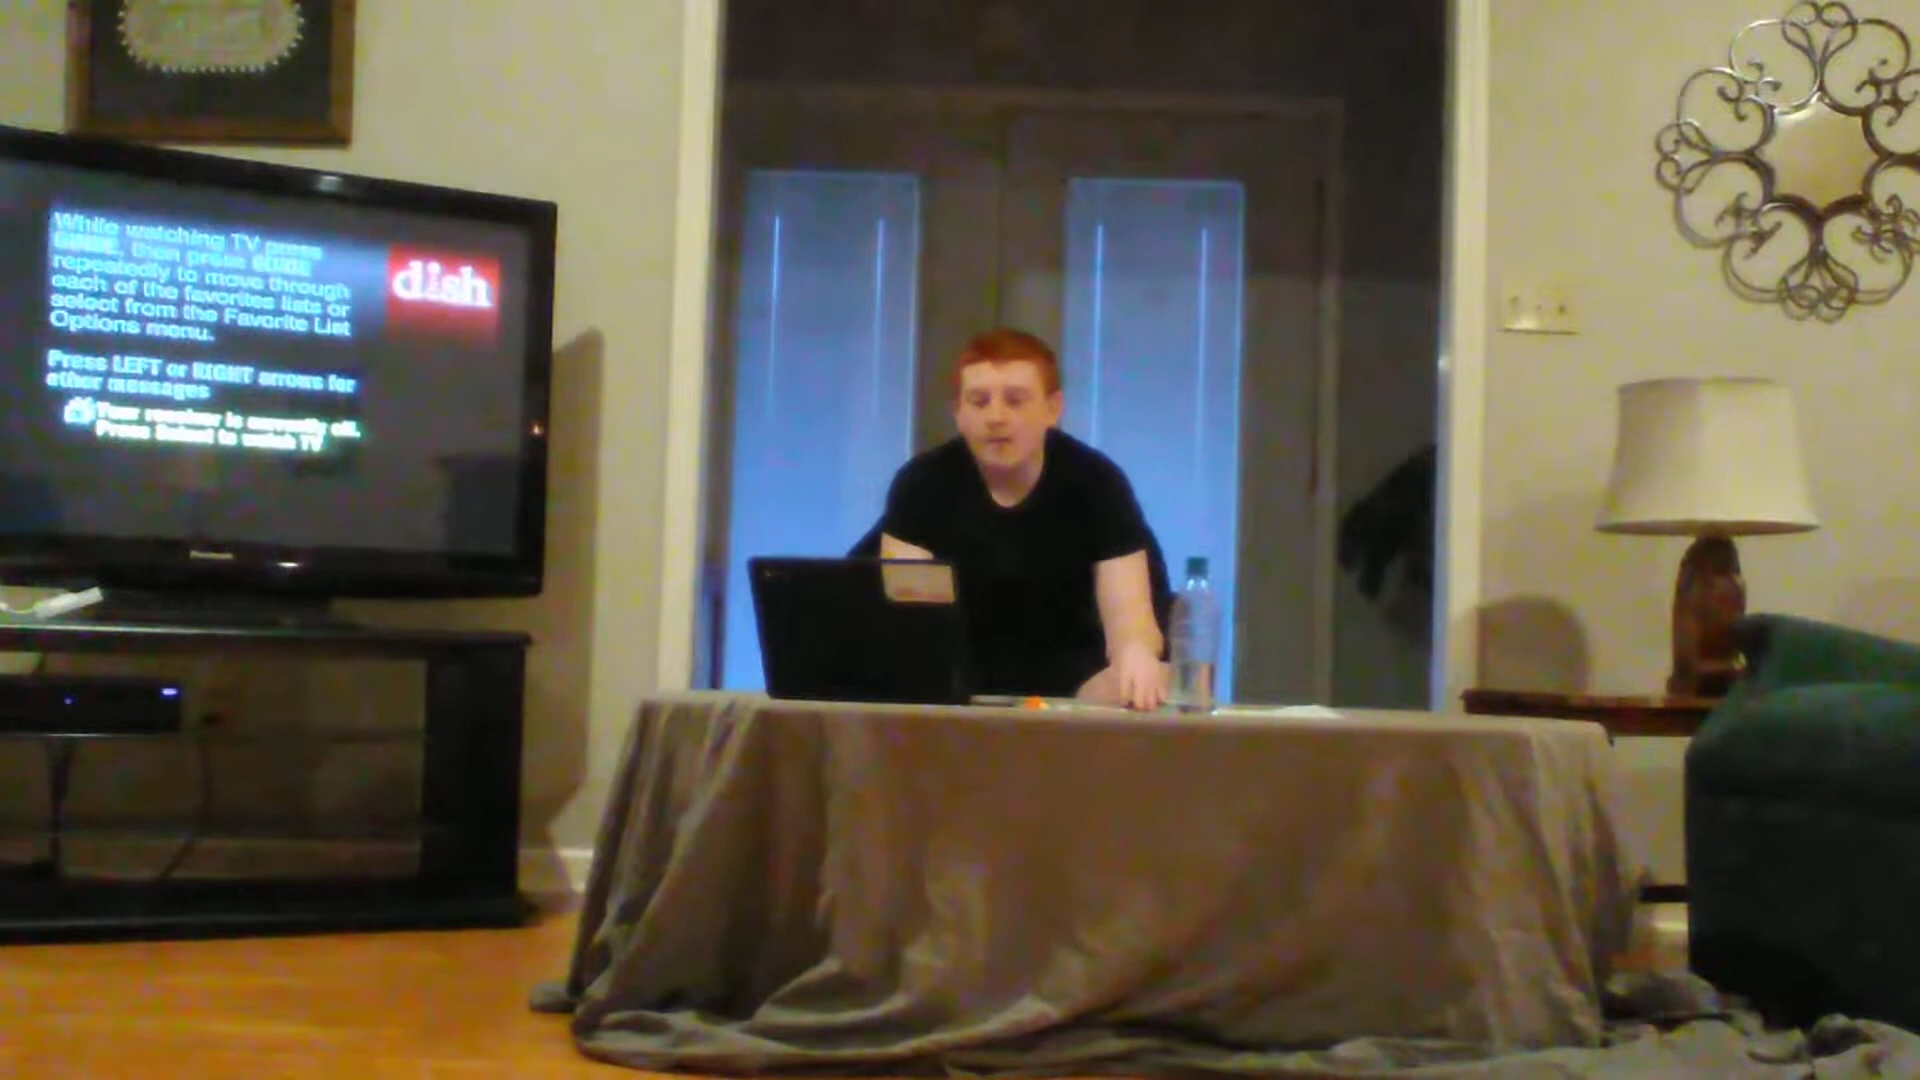 While watching TV press
GUIDE, then press GUIDE
repeatedly to move through
each of the favorites lists or
select from the Favorite List
Options menu.
Press LEFT or RIGHT arrows for
other messages
Your receiver is currently off.
Press Select to watch TV
dish
Panasonic